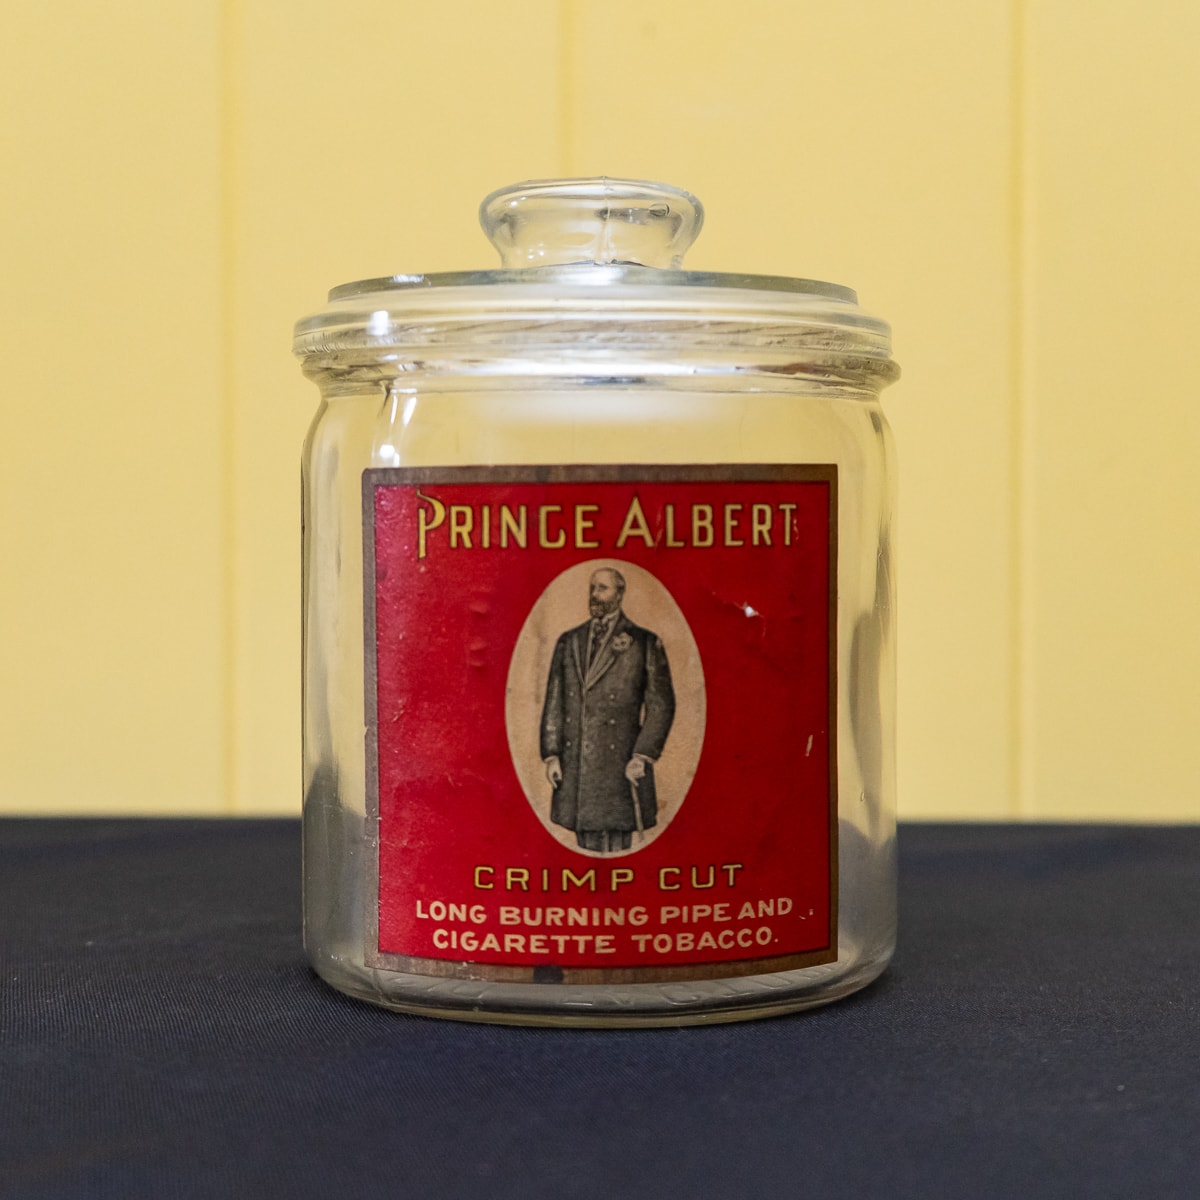 PRINCE ALBERT
CRIMP CUT
LONG BURNING PIPE AND
CIGARETTE TOBACCO.